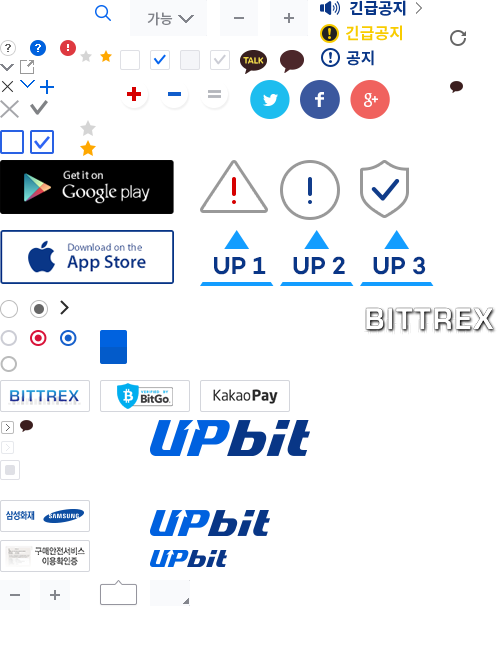 가능
긴급공지
긴급공지
공지
TALK
Get it on
Google play
Download on the
App Store
UP 1
UP 2
UP 3
BITTREX
BITTREX
BitGo
KakaoPay
UPbit
삼성화재
SAMSUNG
UPbit
구매안전서비스
이용확인증
UPbit